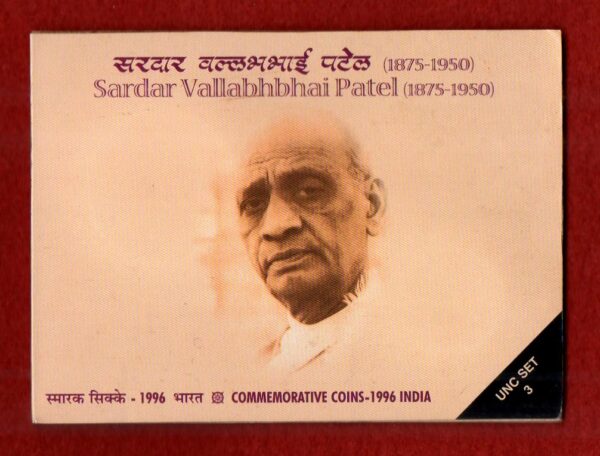 सरदार वल्लभभाई पटेल (1875-1950)
Sardar Vallabhbhai Patel (1875-1950)
स्मारक सिक्के - 1996 भारत COMMEMORATIVE COINS-1996 INDIA
UNC SET
3